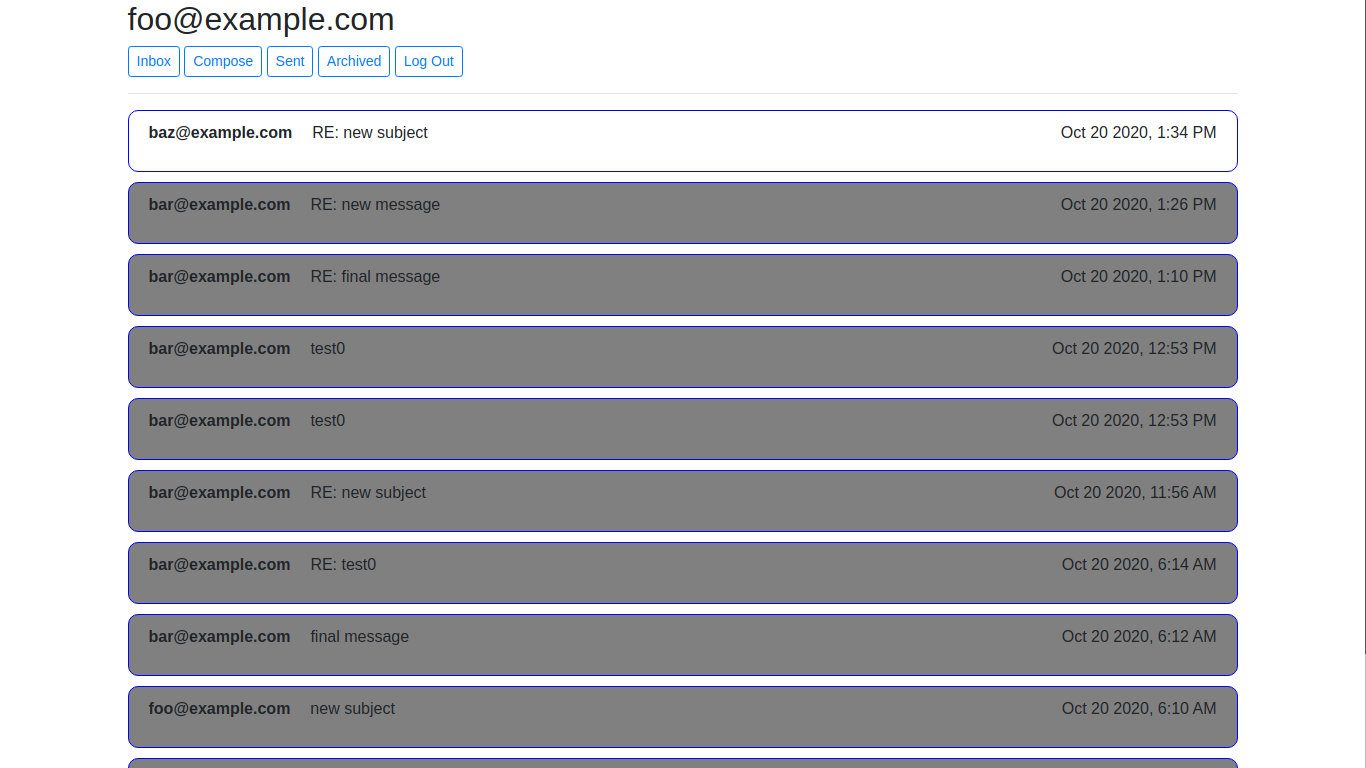 foo@example.com
Inbox Compose Sent Archived Log Out
baz@example.com RE: new subject Oct 20 2020, 1:34 PM
bar@example.com RE: new message Oct 20 2020, 1:26 PM
bar@example.com RE: final message Oct 20 2020, 1:10 PM
bar@example.com test0 Oct 20 2020, 12:53 PM
bar@example.com test0 Oct 20 2020, 12:53 PM
bar@example.com RE: new subject Oct 20 2020, 11:56 AM
bar@example.com RE: test0 Oct 20 2020, 6:14 AM
bar@example.com final message Oct 20 2020, 6:12 AM
foo@example.com new subject Oct 20 2020, 6:10 AM